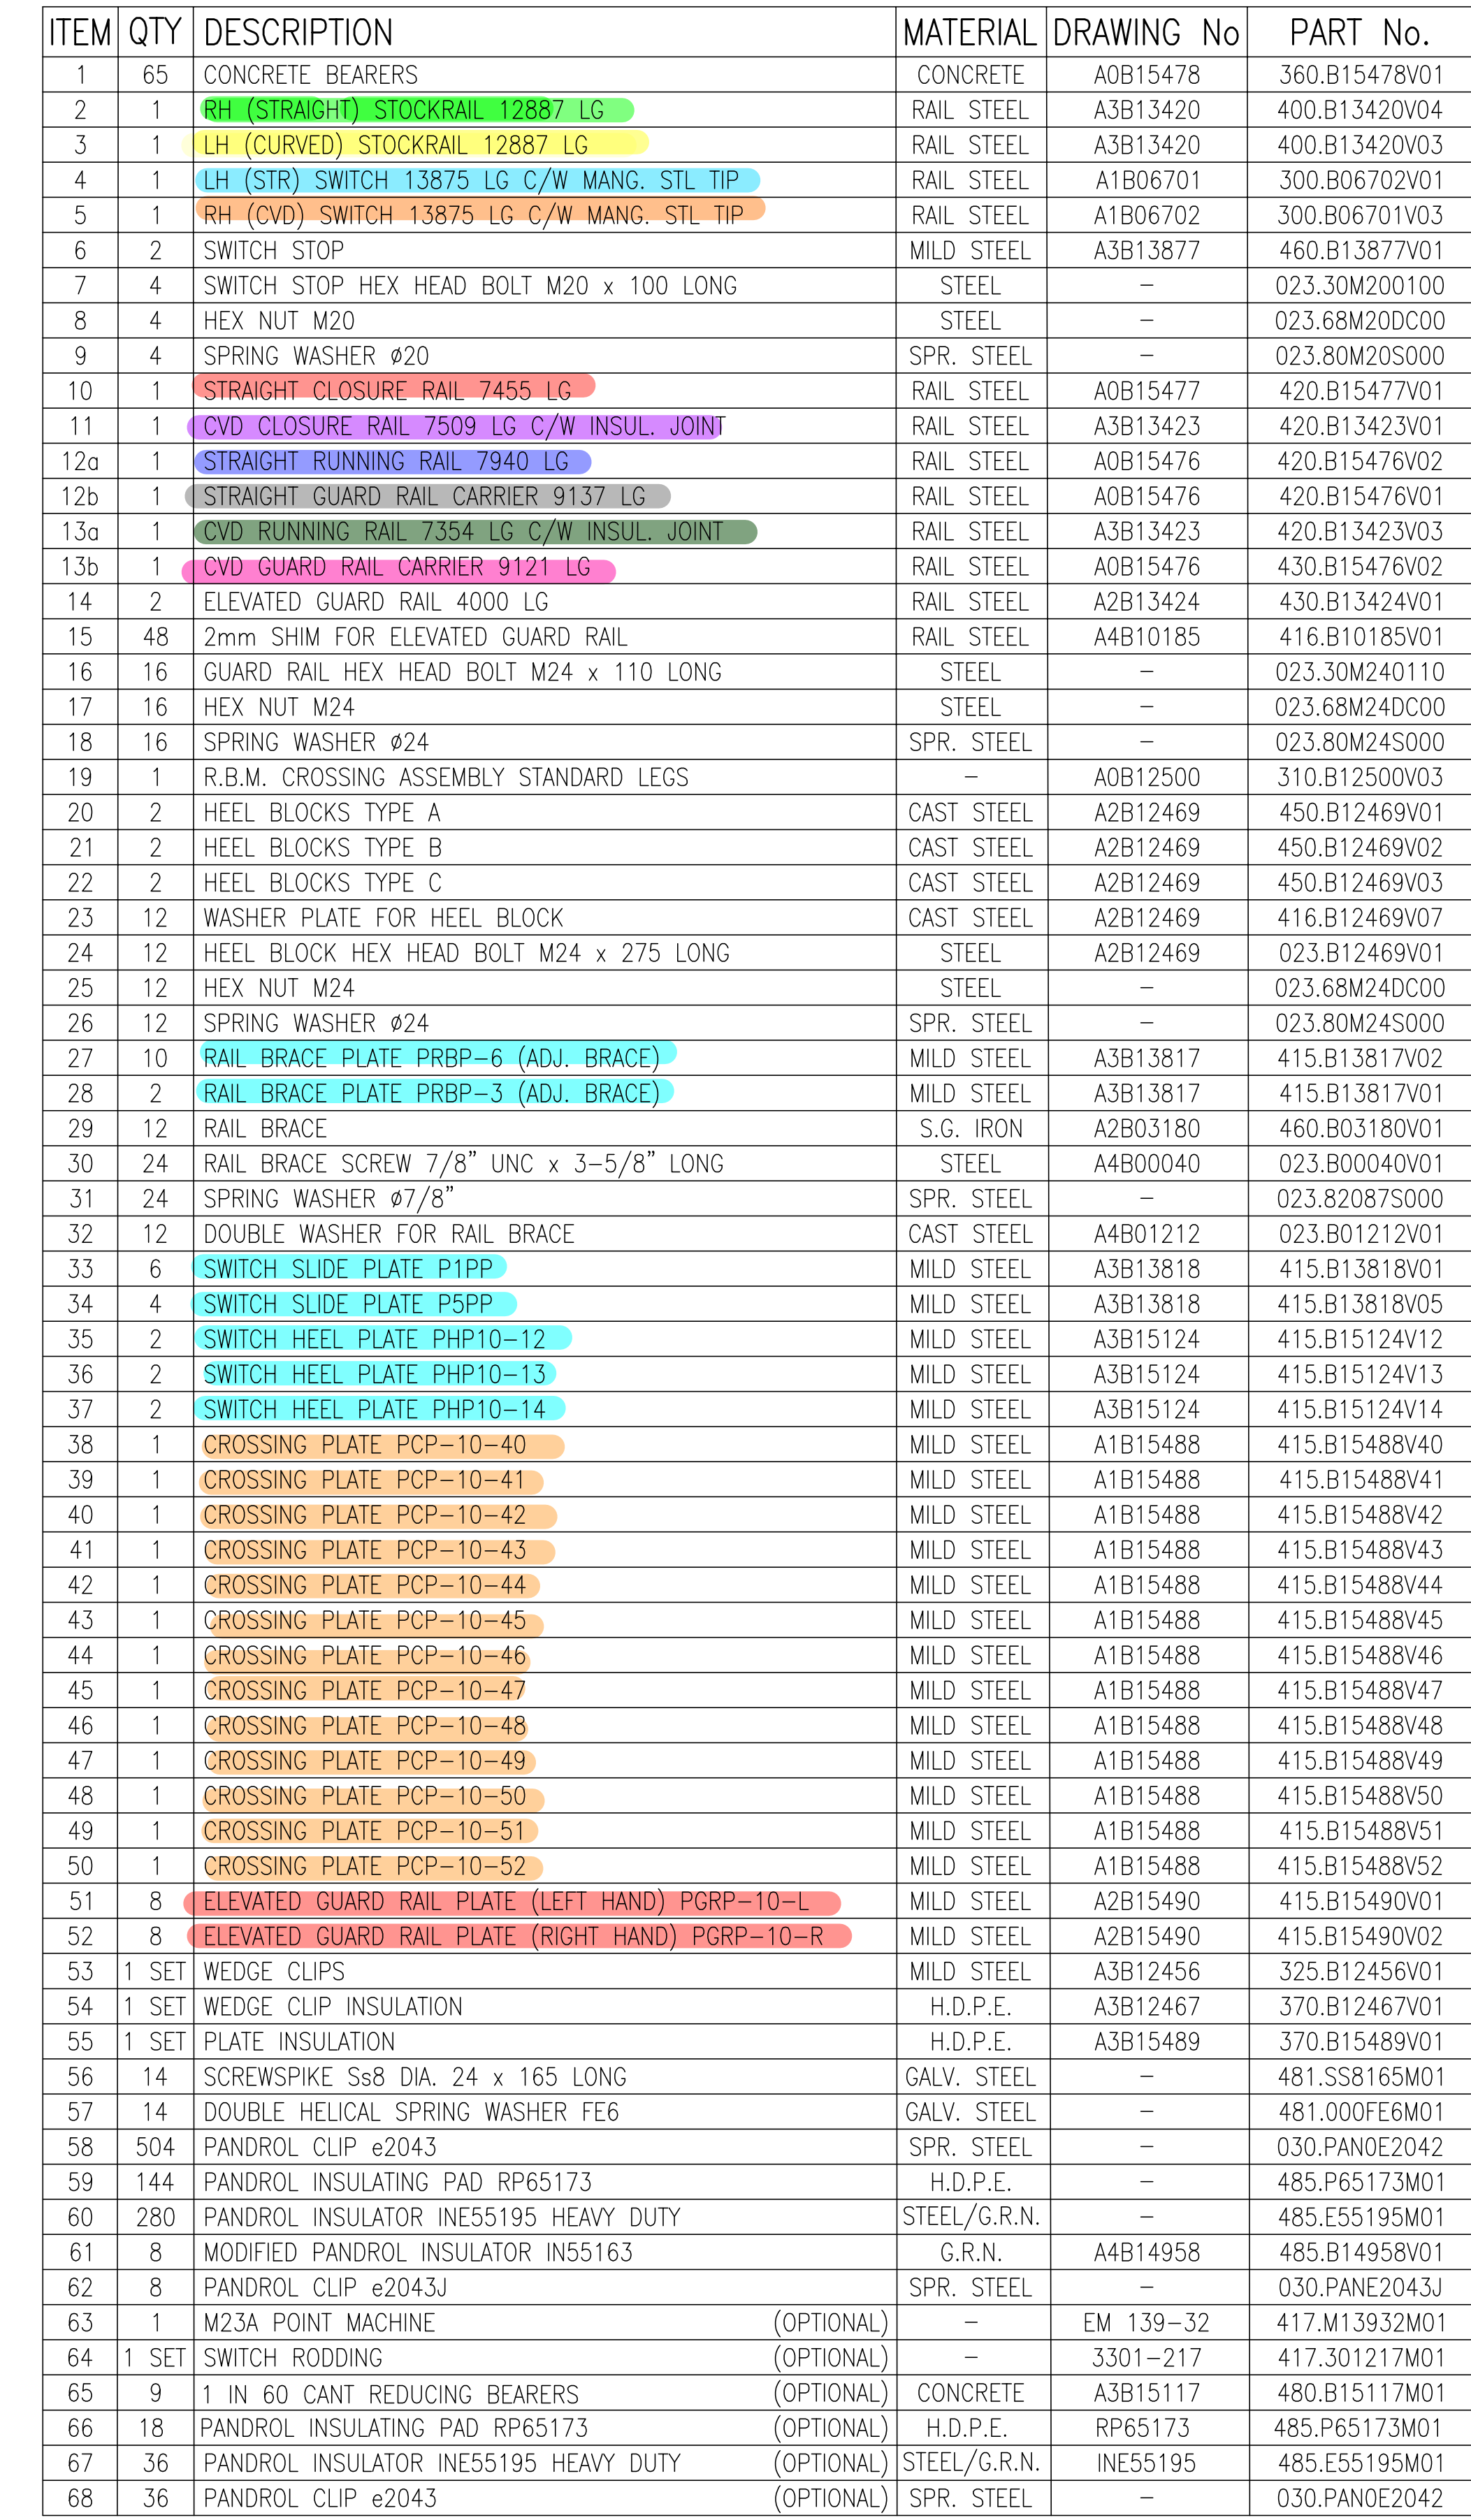 ITEM QTY DESCRIPTION MATERIAL DRAWING No PART No.
1 65 CONCRETE BEARERS CONCRETE A0B15478 360.B15478V01
2 1 RH (STRAIGHT) STOCKRAIL 12887 LG RAIL STEEL A3B13420 400.B13420V04
3 1 LH (CURVED) STOCKRAIL 12887 LG RAIL STEEL A3B13420 400.B13420V03
4 1 LH (STR) SWITCH 13875 LG C/W MANG. STL TIP RAIL STEEL A1B06701 300.B06702V01
5 1 RH (CVD) SWITCH 13875 LG C/W MANG. STL TIP RAIL STEEL A1B06702 300.B06701V03
6 2 SWITCH STOP MILD STEEL A3B13877 460.B13877V01
7 4 SWITCH STOP HEX HEAD BOLT M20 x 100 LONG STEEL – 023.30M200100
8 4 HEX NUT M20 STEEL – 023.68M20DC00
9 4 SPRING WASHER ø20 SPR. STEEL – 023.80M20S000
10 1 STRAIGHT CLOSURE RAIL 7455 LG RAIL STEEL A0B15477 420.B15477V01
11 1 CVD CLOSURE RAIL 7509 LG C/W INSUL. JOINT RAIL STEEL A3B13423 420.B13423V01
12a 1 STRAIGHT RUNNING RAIL 7940 LG RAIL STEEL A0B15476 420.B15476V02
12b 1 STRAIGHT GUARD RAIL CARRIER 9137 LG RAIL STEEL A0B15476 420.B15476V01
13a 1 CVD RUNNING RAIL 7354 LG C/W INSUL. JOINT RAIL STEEL A3B13423 420.B13423V03
13b 1 CVD GUARD RAIL CARRIER 9121 LG RAIL STEEL A0B15476 430.B15476V02
14 2 ELEVATED GUARD RAIL 4000 LG RAIL STEEL A2B13424 430.B13424V01
15 48 2mm SHIM FOR ELEVATED GUARD RAIL RAIL STEEL A4B10185 416.B10185V01
16 16 GUARD RAIL HEX HEAD BOLT M24 x 110 LONG STEEL – 023.30M240110
17 16 HEX NUT M24 STEEL – 023.68M24DC00
18 16 SPRING WASHER ø24 SPR. STEEL – 023.80M24S000
19 1 R.B.M. CROSSING ASSEMBLY STANDARD LEGS – A0B12500 310.B12500V03
20 2 HEEL BLOCKS TYPE A CAST STEEL A2B12469 450.B12469V01
21 2 HEEL BLOCKS TYPE B CAST STEEL A2B12469 450.B12469V02
22 2 HEEL BLOCKS TYPE C CAST STEEL A2B12469 450.B12469V03
23 12 WASHER PLATE FOR HEEL BLOCK CAST STEEL A2B12469 416.B12469V07
24 12 HEEL BLOCK HEX HEAD BOLT M24 x 275 LONG STEEL A2B12469 023.B12469V01
25 12 HEX NUT M24 STEEL – 023.68M24DC00
26 12 SPRING WASHER ø24 SPR. STEEL – 023.80M24S000
27 10 RAIL BRACE PLATE PRBP-6 (ADJ. BRACE) MILD STEEL A3B13817 415.B13817V02
28 2 RAIL BRACE PLATE PRBP-3 (ADJ. BRACE) MILD STEEL A3B13817 415.B13817V01
29 12 RAIL BRACE S.G. IRON A2B03180 460.B03180V01
30 24 RAIL BRACE SCREW 7/8" UNC x 3-5/8" LONG STEEL A4B00040 023.B00040V01
31 24 SPRING WASHER ø7/8" SPR. STEEL – 023.82087S000
32 12 DOUBLE WASHER FOR RAIL BRACE CAST STEEL A4B01212 023.B01212V01
33 6 SWITCH SLIDE PLATE P1PP MILD STEEL A3B13818 415.B13818V01
34 4 SWITCH SLIDE PLATE P5PP MILD STEEL A3B13818 415.B13818V05
35 2 SWITCH HEEL PLATE PHP10-12 MILD STEEL A3B15124 415.B15124V12
36 2 SWITCH HEEL PLATE PHP10-13 MILD STEEL A3B15124 415.B15124V13
37 2 SWITCH HEEL PLATE PHP10-14 MILD STEEL A3B15124 415.B15124V14
38 1 CROSSING PLATE PCP-10-40 MILD STEEL A1B15488 415.B15488V40
39 1 CROSSING PLATE PCP-10-41 MILD STEEL A1B15488 415.B15488V41
40 1 CROSSING PLATE PCP-10-42 MILD STEEL A1B15488 415.B15488V42
41 1 CROSSING PLATE PCP-10-43 MILD STEEL A1B15488 415.B15488V43
42 1 CROSSING PLATE PCP-10-44 MILD STEEL A1B15488 415.B15488V44
43 1 CROSSING PLATE PCP-10-45 MILD STEEL A1B15488 415.B15488V45
44 1 CROSSING PLATE PCP-10-46 MILD STEEL A1B15488 415.B15488V46
45 1 CROSSING PLATE PCP-10-47 MILD STEEL A1B15488 415.B15488V47
46 1 CROSSING PLATE PCP-10-48 MILD STEEL A1B15488 415.B15488V48
47 1 CROSSING PLATE PCP-10-49 MILD STEEL A1B15488 415.B15488V49
48 1 CROSSING PLATE PCP-10-50 MILD STEEL A1B15488 415.B15488V50
49 1 CROSSING PLATE PCP-10-51 MILD STEEL A1B15488 415.B15488V51
50 1 CROSSING PLATE PCP-10-52 MILD STEEL A1B15488 415.B15488V52
51 8 ELEVATED GUARD RAIL PLATE (LEFT HAND) PGRP-10-L MILD STEEL A2B15490 415.B15490V01
52 8 ELEVATED GUARD RAIL PLATE (RIGHT HAND) PGRP-10-R MILD STEEL A2B15490 415.B15490V02
53 1 SET WEDGE CLIPS MILD STEEL A3B12456 325.B12456V01
54 1 SET WEDGE CLIP INSULATION H.D.P.E. A3B12467 370.B12467V01
55 1 SET PLATE INSULATION H.D.P.E. A3B15489 370.B15489V01
56 14 SCREWSPIKE Ss8 DIA. 24 x 165 LONG GALV. STEEL – 481.SS8165M01
57 14 DOUBLE HELICAL SPRING WASHER FE6 GALV. STEEL – 481.000FE6M01
58 504 PANDROL CLIP e2043 SPR. STEEL – 030.PAN0E2042
59 144 PANDROL INSULATING PAD RP65173 H.D.P.E. – 485.P65173M01
60 280 PANDROL INSULATOR INE55195 HEAVY DUTY STEEL/G.R.N. – 485.E55195M01
61 8 MODIFIED PANDROL INSULATOR IN55163 G.R.N. A4B14958 485.B14958V01
62 8 PANDROL CLIP e2043J SPR. STEEL – 030.PANE2043J
63 1 M23A POINT MACHINE (OPTIONAL) – EM 139-32 417.M13932M01
64 1 SET SWITCH RODDING (OPTIONAL) – 3301-217 417.301217M01
65 9 1 IN 60 CANT REDUCING BEARERS (OPTIONAL) CONCRETE A3B15117 480.B15117M01
66 18 PANDROL INSULATING PAD RP65173 (OPTIONAL) H.D.P.E. RP65173 485.P65173M01
67 36 PANDROL INSULATOR INE55195 HEAVY DUTY (OPTIONAL) STEEL/G.R.N. INE55195 485.E55195M01
68 36 PANDROL CLIP e2043 (OPTIONAL) SPR. STEEL – 030.PAN0E2042